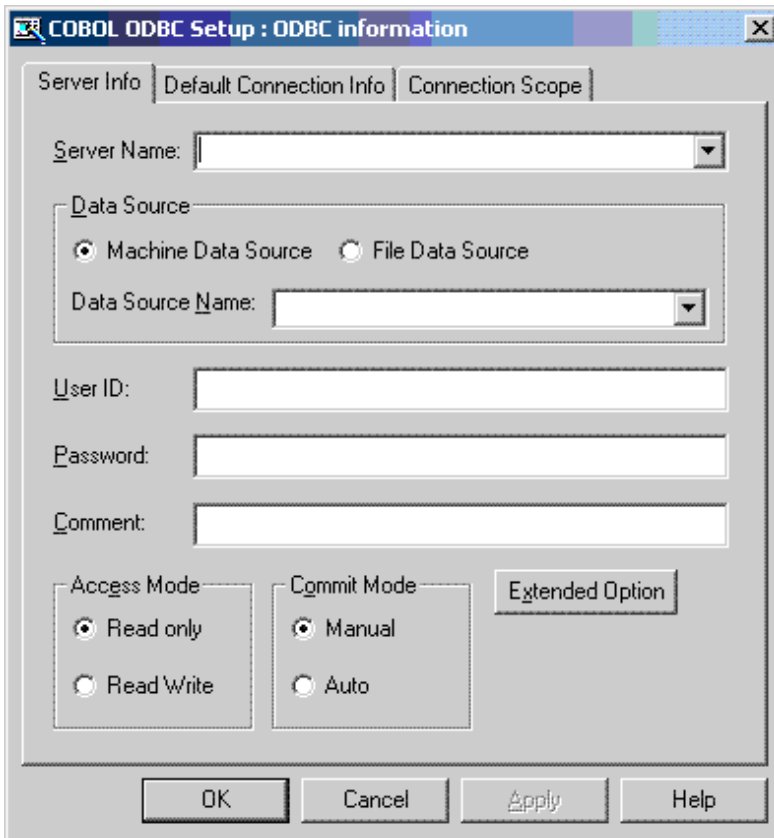 COBOL ODBC Setup : ODBC information
Server Info Default Connection Info Connection Scope
Server Name:
Data Source
Machine Data Source File Data Source
Data Source Name:
User ID:
Password:
Comment:
Access Mode Commit Mode Extended Option
Read only Manual
Read Write Auto
OK Cancel Apply Help